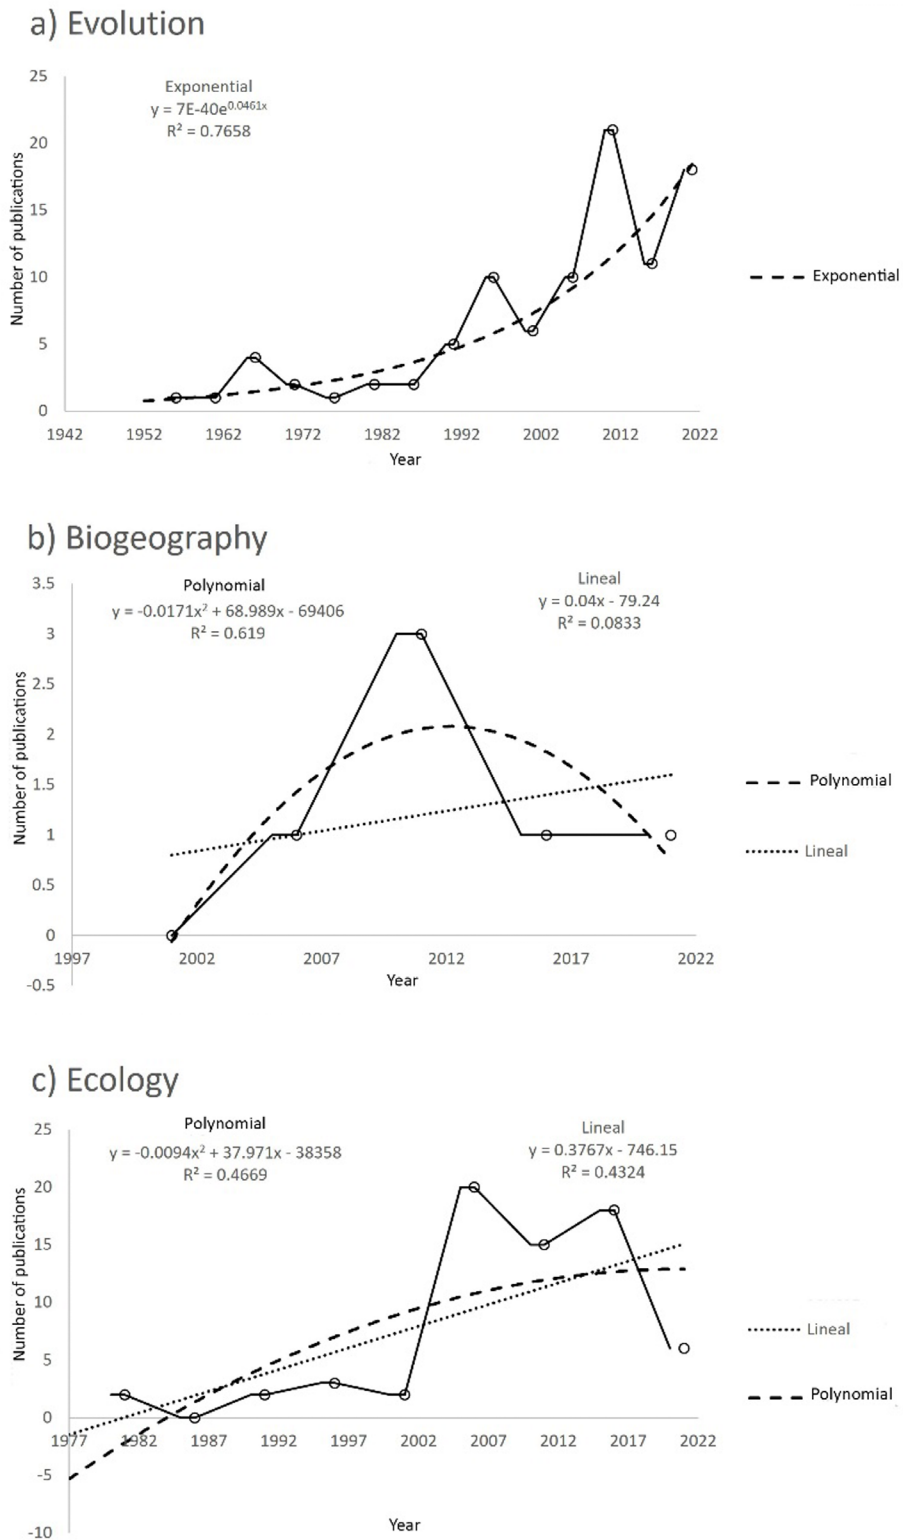 a) Evolution
25
Exponential
y = 7E-40e^0.0461x
R² = 0.7658
20
15
10
5
0
Number of publications
Exponential
1942 1952 1962 1972 1982 1992 2002 2012 2022
Year
b) Biogeography
3.5
Polynomial
y = -0.0171x² + 68.989x - 69406
R² = 0.619
Lineal
y = 0.04x - 79.24
R² = 0.0833
3
2.5
2
1.5
1
0.5
0
-0.5
Number of publications
Polynomial
Lineal
1997 2002 2007 2012 2017 2022
Year
c) Ecology
25
Polynomial
y = -0.0094x² + 37.971x - 38358
R² = 0.4669
Lineal
y = 0.3767x - 746.15
R² = 0.4324
20
15
10
5
0
-5
-10
Number of publications
Lineal
Polynomial
1977 1982 1987 1992 1997 2002 2007 2012 2017 2022
Year